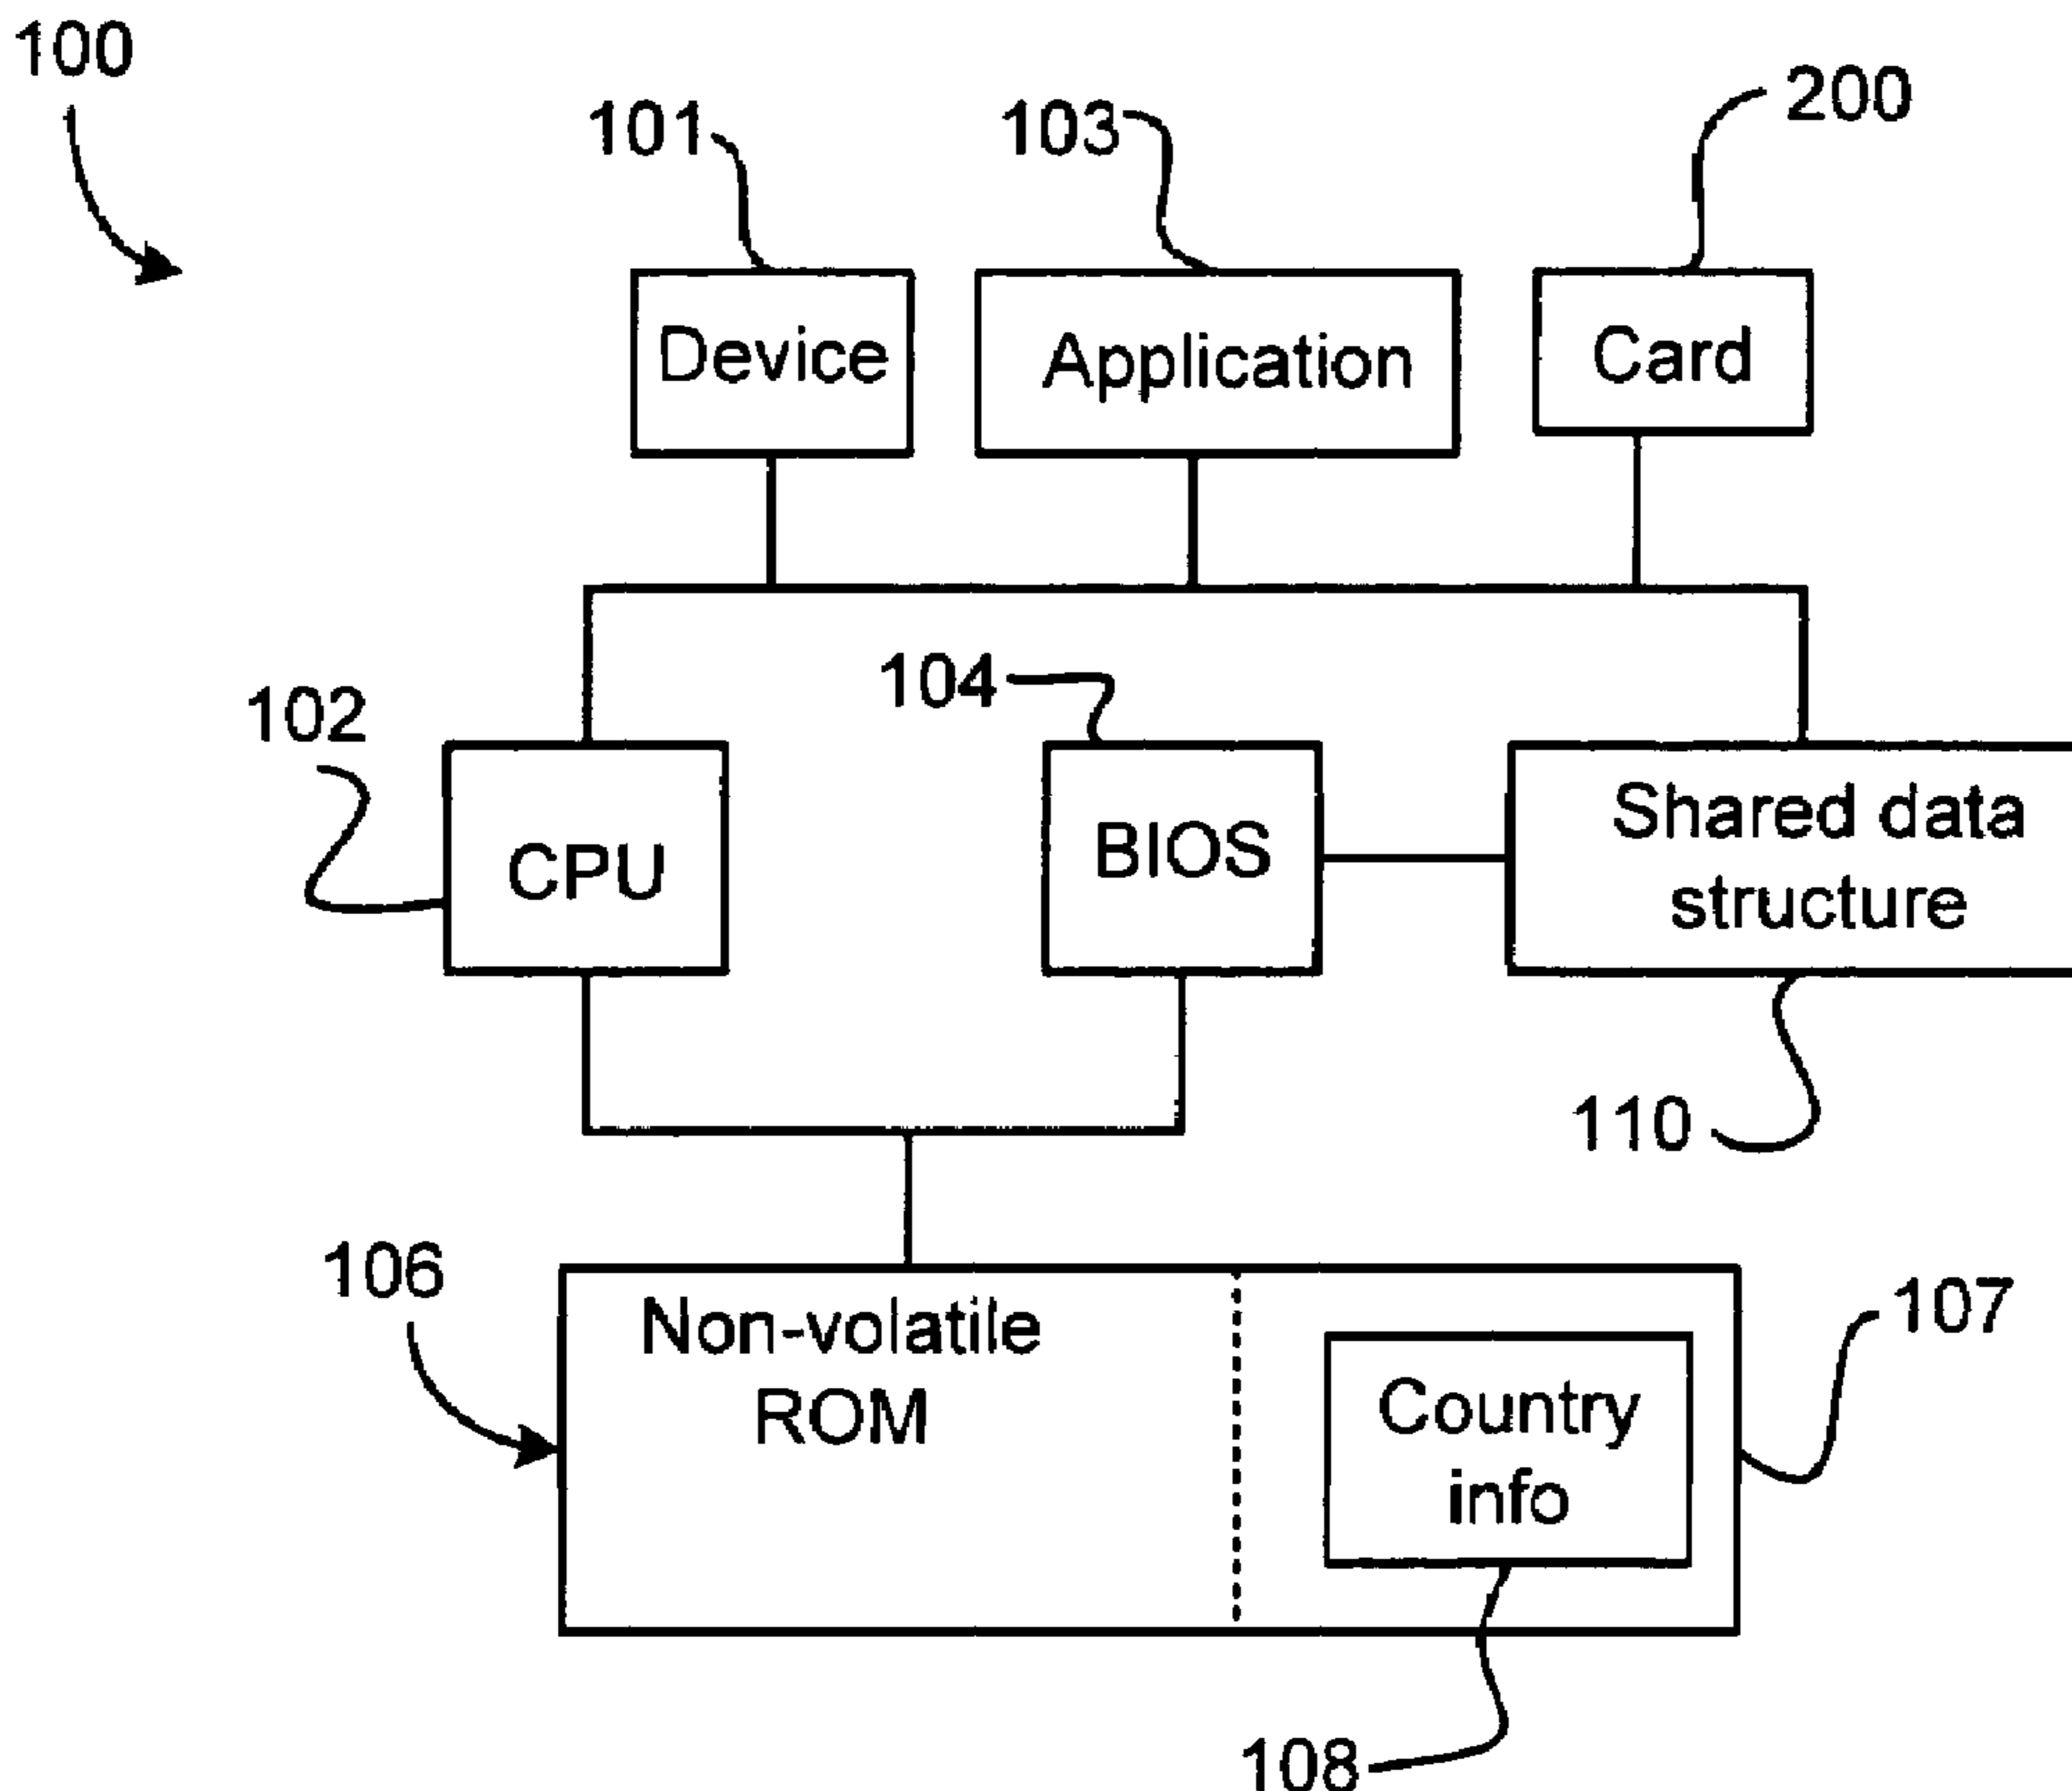 100
101
103
200
Device
Application
Card
102
104
CPU
BIOS
Shared data
structure
110
106
107
Non-volatile
ROM
Country
info
108